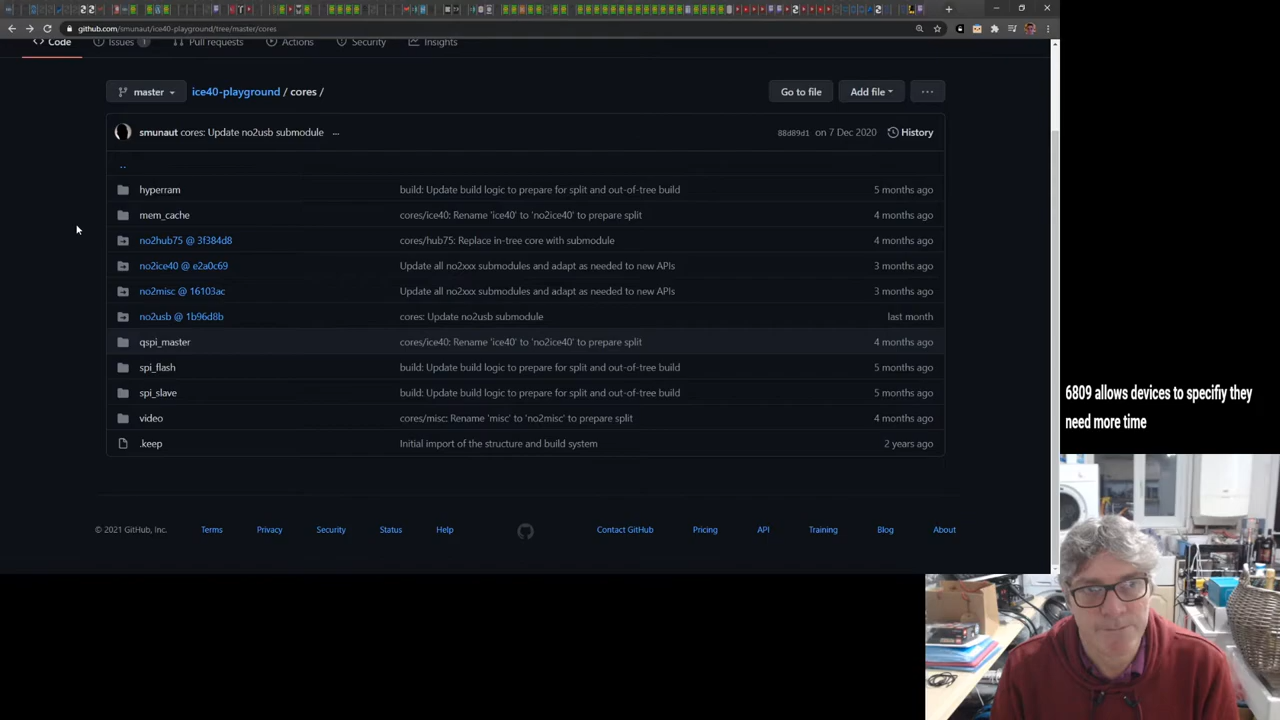 github.com/smunaut/ice40-playground/tree/master/cores
Code
Issues 1
Pull requests
Actions
Security
Insights
master
ice40-playground / cores /
Go to file
Add file
...
smunaut cores: Update no2usb submodule ...
88d89d1 on 7 Dec 2020
History
..
hyperram build: Update build logic to prepare for split and out-of-tree build 5 months ago
mem_cache cores/ice40: Rename 'ice40' to 'no2ice40' to prepare split 4 months ago
no2hub75 @ 3f384d8 cores/hub75: Replace in-tree core with submodule 4 months ago
no2ice40 @ e2a0c69 Update all no2xxx submodules and adapt as needed to new APIs 3 months ago
no2misc @ 16103ac Update all no2xxx submodules and adapt as needed to new APIs 3 months ago
no2usb @ 1b96d8b cores: Update no2usb submodule last month
qspi_master cores/ice40: Rename 'ice40' to 'no2ice40' to prepare split 4 months ago
spi_flash build: Update build logic to prepare for split and out-of-tree build 5 months ago
spi_slave build: Update build logic to prepare for split and out-of-tree build 5 months ago
video cores/misc: Rename 'misc' to 'no2misc' to prepare split 4 months ago
.keep Initial import of the structure and build system 2 years ago
© 2021 GitHub, Inc.
Terms
Privacy
Security
Status
Help
Contact GitHub
Pricing
API
Training
Blog
About
6809 allows devices to specifiy they
need more time